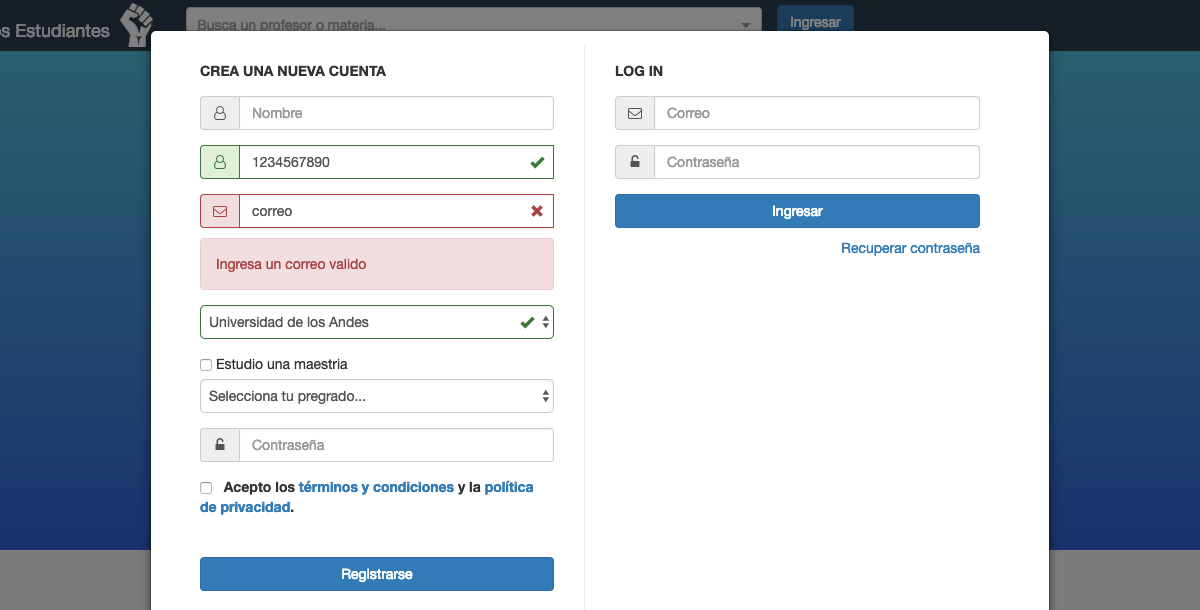 s Estudiantes
Busca un profesor o materia...
Ingresar
CREA UNA NUEVA CUENTA
Nombre
1234567890
correo
Ingresa un correo valido
Universidad de los Andes
Estudio una maestria
Selecciona tu pregrado...
Contraseña
Acepto los términos y condiciones y la política
de privacidad.
Registrarse
LOG IN
Correo
Contraseña
Ingresar
Recuperar contraseña